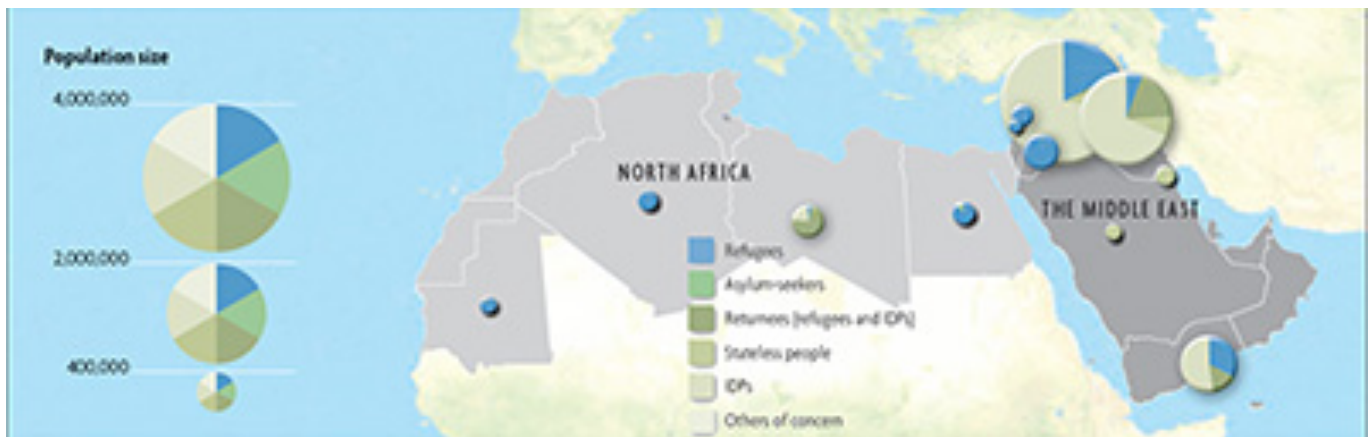 Population size
4,000,000
2,000,000
400,000
NORTH AFRICA
THE MIDDLE EAST
Refugees
Asylum-seekers
Returnees (refugees and IDPs)
Stateless people
IDPs
Others of concern